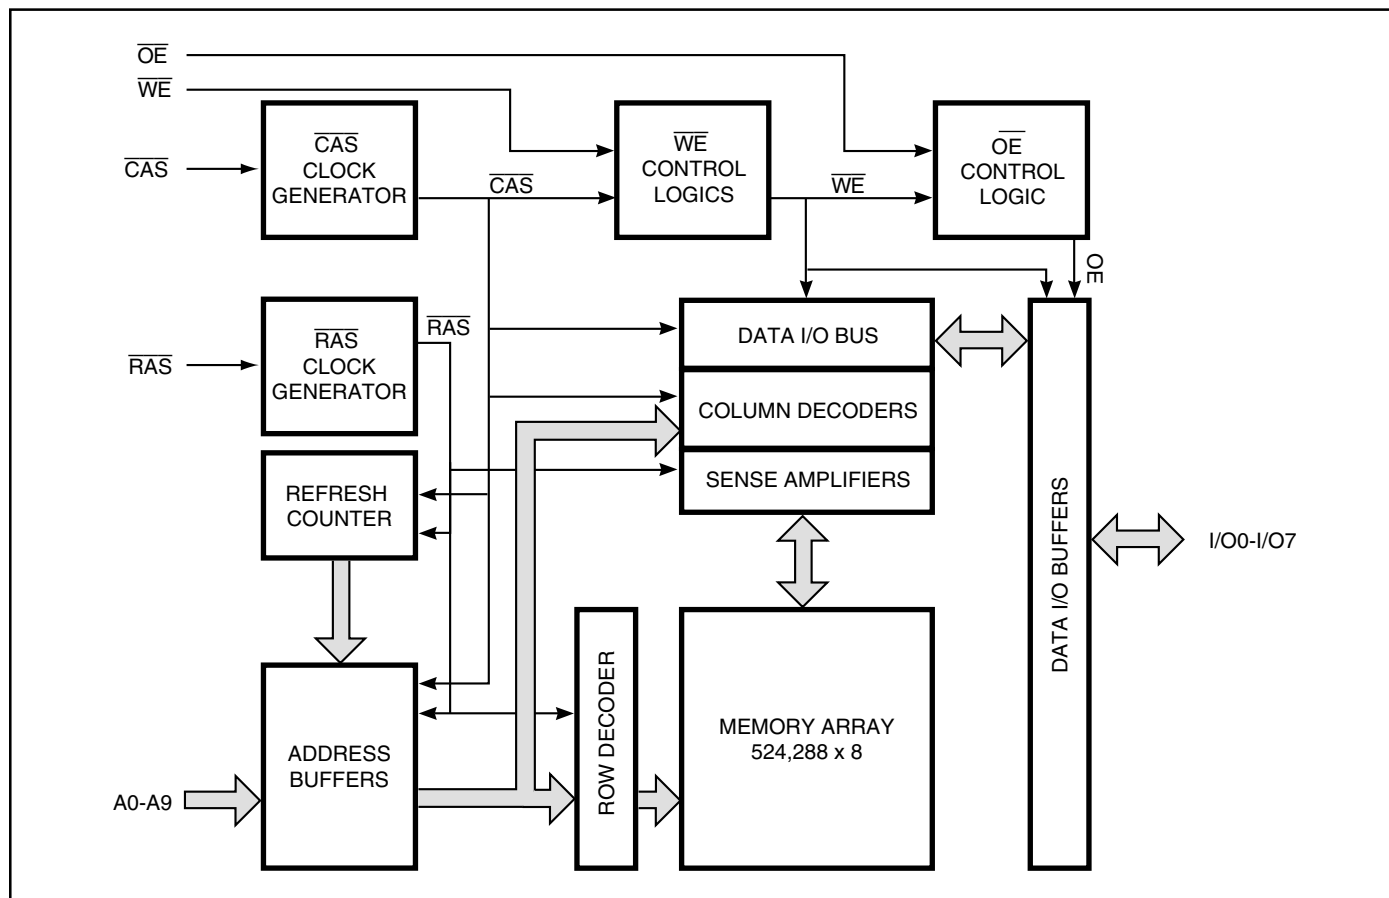 OE
WE
CAS
CAS
CLOCK
GENERATOR
CAS
WE
CONTROL
LOGICS
WE
OE
CONTROL
LOGIC
OE
RAS
RAS
CLOCK
GENERATOR
RAS
DATA I/O BUS
COLUMN DECODERS
SENSE AMPLIFIERS
REFRESH
COUNTER
DATA I/O BUFFERS
I/O0-I/O7
ADDRESS
BUFFERS
A0-A9
ROW DECODER
MEMORY ARRAY
524,288 x 8